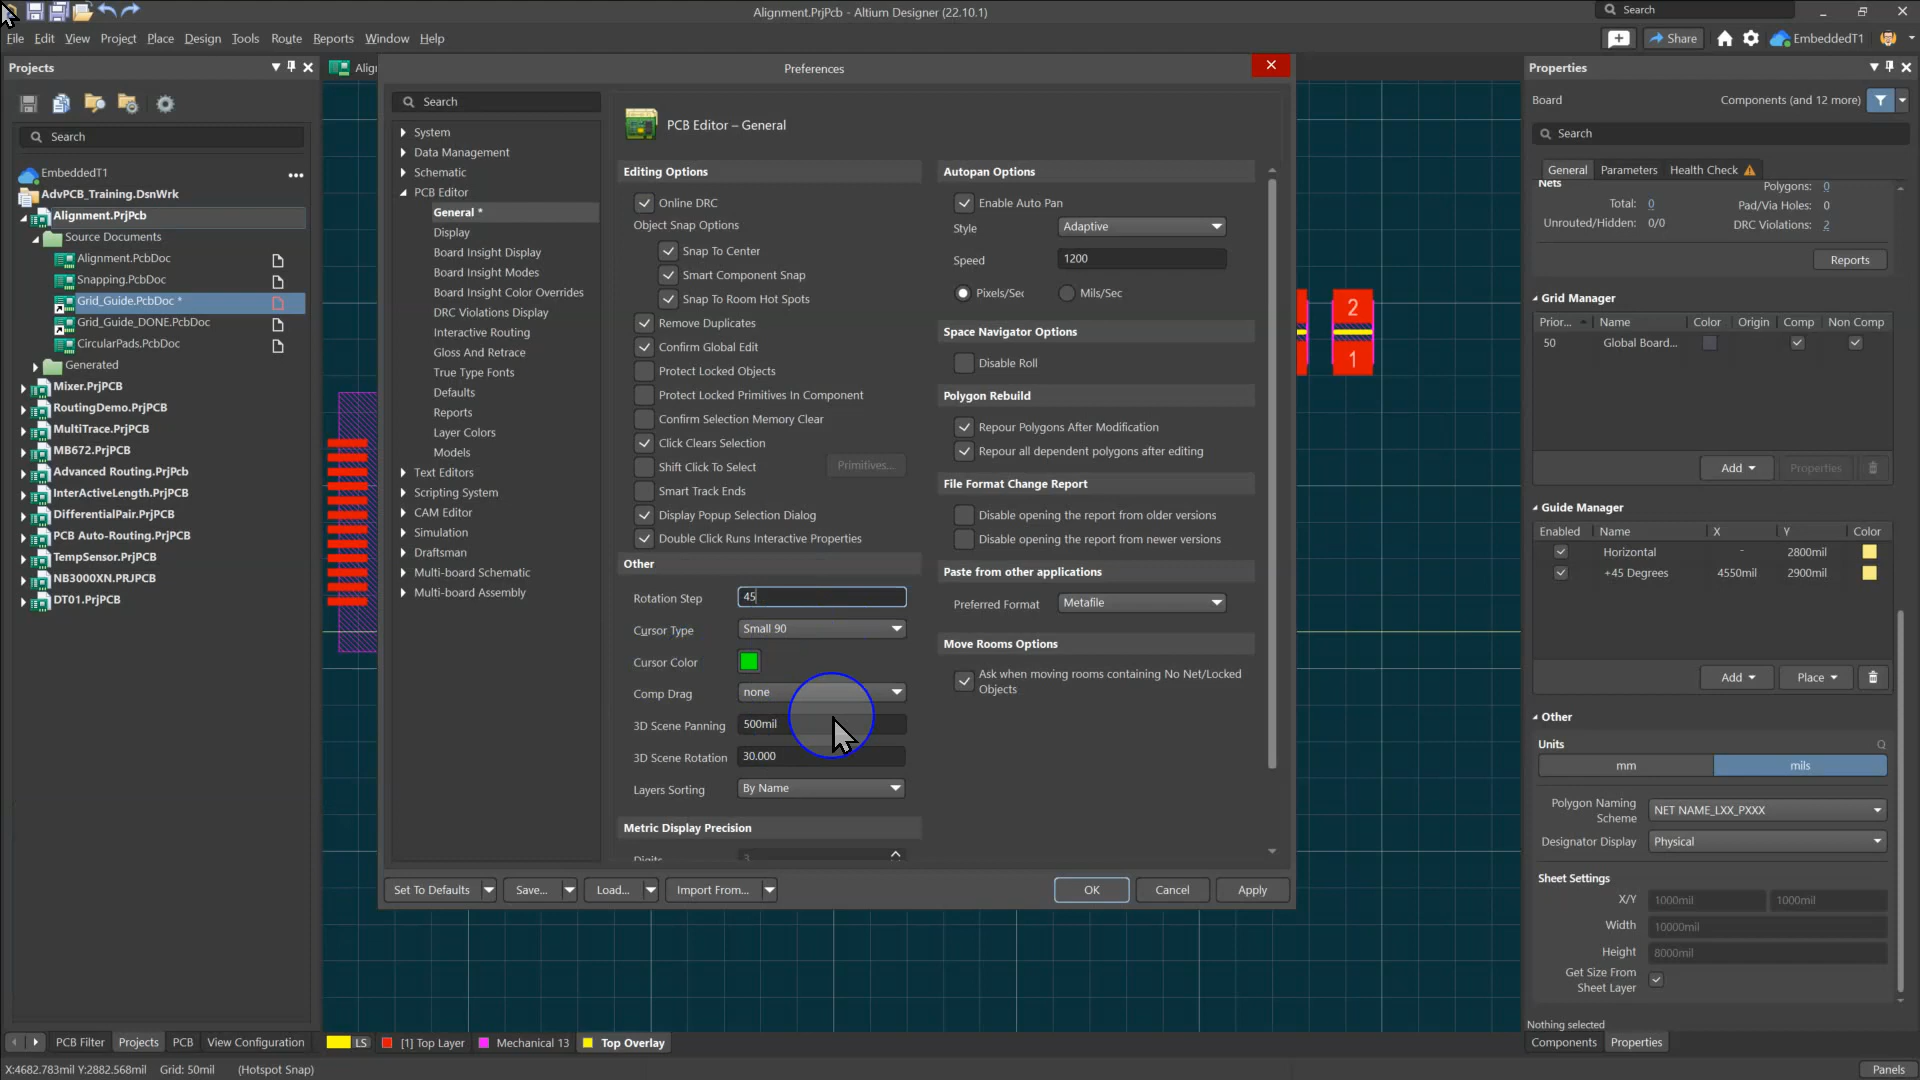 Alignment.PrjPcb - Altium Designer (22.10.1)
Search
File Edit View Project Place Design Tools Route Reports Window Help
Share
EmbeddedT1
Projects
Search
EmbeddedT1
AdvPCB_Training.DsnWrk
Alignment.PrjPcb
Source Documents
Alignment.PcbDoc
Snapping.PcbDoc
Grid_Guide.PcbDoc *
Grid_Guide_DONE.PcbDoc
CircularPads.PcbDoc
Generated
Mixer.PrjPCB
RoutingDemo.PrjPCB
MultiTrace.PrjPCB
MB672.PrjPCB
Advanced Routing.PrjPcb
InterActiveLength.PrjPCB
DifferentialPair.PrjPCB
PCB Auto-Routing.PrjPCB
TempSensor.PrjPCB
NB3000XN.PRJPCB
DT01.PrjPCB
Alig
Preferences
Search
System
Data Management
Schematic
PCB Editor
General *
Display
Board Insight Display
Board Insight Modes
Board Insight Color Overrides
DRC Violations Display
Interactive Routing
Gloss And Retrace
True Type Fonts
Defaults
Reports
Layer Colors
Models
Text Editors
Scripting System
CAM Editor
Simulation
Draftsman
Multi-board Schematic
Multi-board Assembly
PCB Editor – General
Editing Options
Online DRC
Object Snap Options
Snap To Center
Smart Component Snap
Snap To Room Hot Spots
Remove Duplicates
Confirm Global Edit
Protect Locked Objects
Protect Locked Primitives In Component
Confirm Selection Memory Clear
Click Clears Selection
Shift Click To Select Primitives...
Smart Track Ends
Display Popup Selection Dialog
Double Click Runs Interactive Properties
Other
Rotation Step 45
Cursor Type Small 90
Cursor Color
Comp Drag none
3D Scene Panning 500mil
3D Scene Rotation 30.000
Layers Sorting By Name
Metric Display Precision
Digits 3
Autopan Options
Enable Auto Pan
Style Adaptive
Speed 1200
Pixels/Sec Mils/Sec
Space Navigator Options
Disable Roll
Polygon Rebuild
Repour Polygons After Modification
Repour all dependent polygons after editing
File Format Change Report
Disable opening the report from older versions
Disable opening the report from newer versions
Paste from other applications
Preferred Format Metafile
Move Rooms Options
Ask when moving rooms containing No Net/Locked
Objects
Set To Defaults Save... Load... Import From... OK Cancel Apply
2
1
Properties
Board Components (and 12 more)
Search
General Parameters Health Check
Nets Polygons: 0
Total: 0 Pad/Via Holes: 0
Unrouted/Hidden: 0/0 DRC Violations: 2
Reports
Grid Manager
Prior... Name Color Origin Comp Non Comp
50 Global Board...
Add Properties
Guide Manager
Enabled Name X Y Color
Horizontal - 2800mil
+45 Degrees 4550mil 2900mil
Add Place
Other
Units
mm mils
Polygon Naming
Scheme
NET NAME_LXX_PXXX
Designator Display Physical
Sheet Settings
X/Y 1000mil 1000mil
Width 10000mil
Height 8000mil
Get Size From
Sheet Layer
Nothing selected
Components Properties
PCB Filter Projects PCB View Configuration LS [1] Top Layer Mechanical 13 Top Overlay
X:4682.783mil Y:2882.568mil Grid: 50mil (Hotspot Snap)
Panels